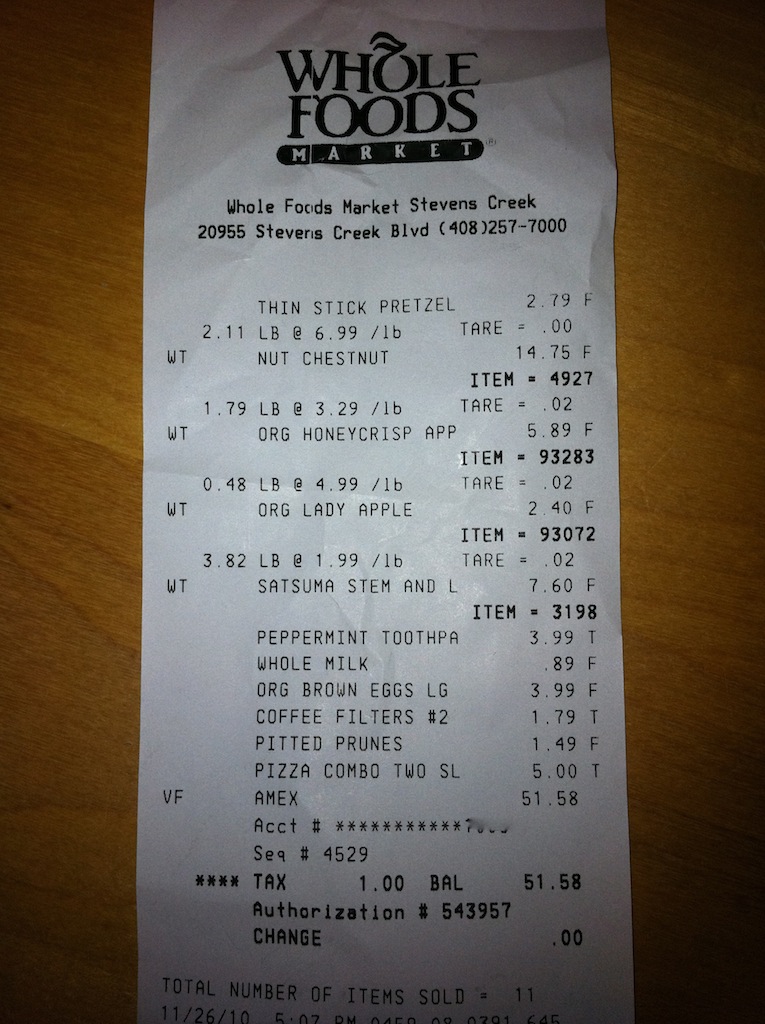 WHOLE
FOODS
MARKET ®
Whole Foods Market Stevens Creek
20955 Stevens Creek Blvd (408)257-7000
THIN STICK PRETZEL 2.79 F
2.11 LB @ 6.99 /lb TARE = .00
WT NUT CHESTNUT 14.75 F
ITEM = 4927
1.79 LB @ 3.29 /lb TARE = .02
WT ORG HONEYCRISP APP 5.89 F
ITEM = 93283
0.48 LB @ 4.99 /lb TARE = .02
WT ORG LADY APPLE 2.40 F
ITEM = 93072
3.82 LB @ 1.99 /lb TARE = .02
WT SATSUMA STEM AND L 7.60 F
ITEM = 3198
PEPPERMINT TOOTHPA 3.99 T
WHOLE MILK .89 F
ORG BROWN EGGS LG 3.99 F
COFFEE FILTERS #2 1.79 T
PITTED PRUNES 1.49 F
PIZZA COMBO TWO SL 5.00 T
VF AMEX 51.58
Acct # ***********
Seq # 4529
**** TAX 1.00 BAL 51.58
Authorization # 543957
CHANGE .00
TOTAL NUMBER OF ITEMS SOLD = 11
11/26/10 5:07 PM 0450 08 0391 645